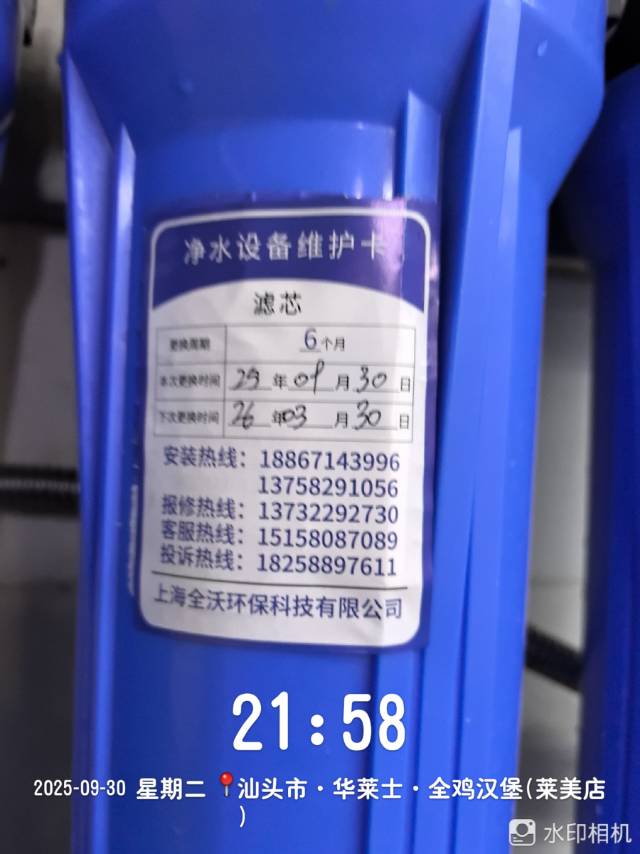 净水设备维护卡
滤芯
更换周期 6个月
本次更换时间 25年09月30日
下次更换时间 26年03月30日
安装热线：18867143996
13758291056
报修热线：13732292730
客服热线：15158087089
投诉热线：18258897611
上海全沃环保科技有限公司
21:58
2025-09-30 星期二 📍汕头市·华莱士·全鸡汉堡(莱美店
)
水印相机